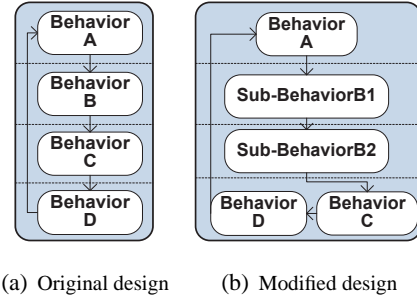 Behavior
A
Behavior
B
Behavior
C
Behavior
D
(a) Original design
Behavior
A
Sub-BehaviorB1
Sub-BehaviorB2
Behavior
D
Behavior
C
(b) Modified design